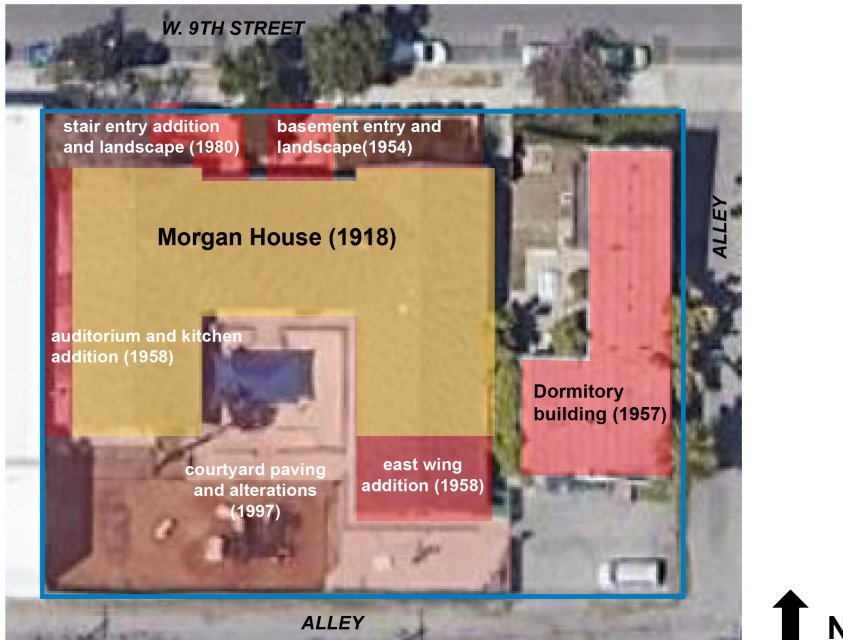 W. 9TH STREET
stair entry addition
and landscape (1980)
basement entry and
landscape(1954)
Morgan House (1918)
ALLEY
auditorium and kitchen
addition (1958)
Dormitory
building (1957)
courtyard paving
and alterations
(1997)
east wing
addition (1958)
ALLEY
N